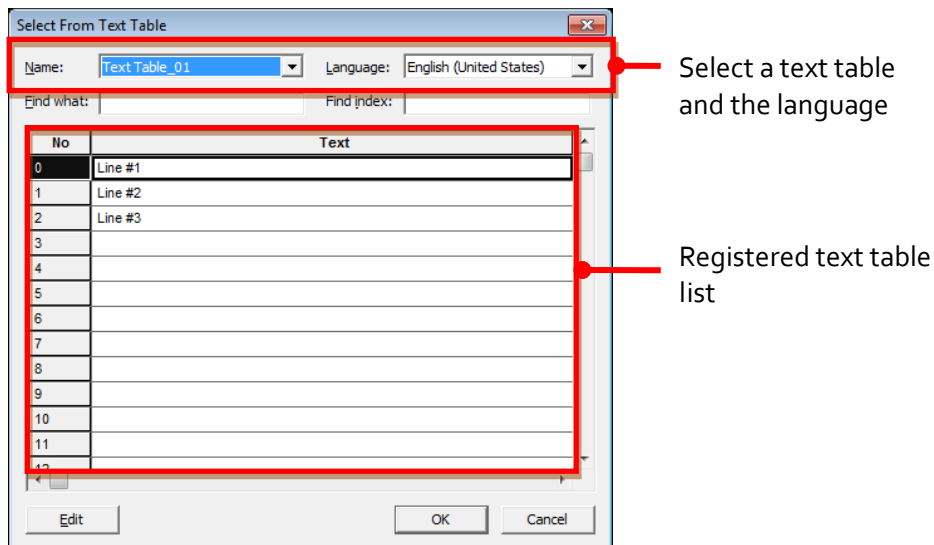 Select From Text Table
Name: Text Table_01 Language: English (United States)
Select a text table
and the language
Find what: Find index:
No Text
0 Line #1
1 Line #2
2 Line #3
3
4
Registered text table
list
5
6
7
8
9
10
11
12
Edit OK Cancel